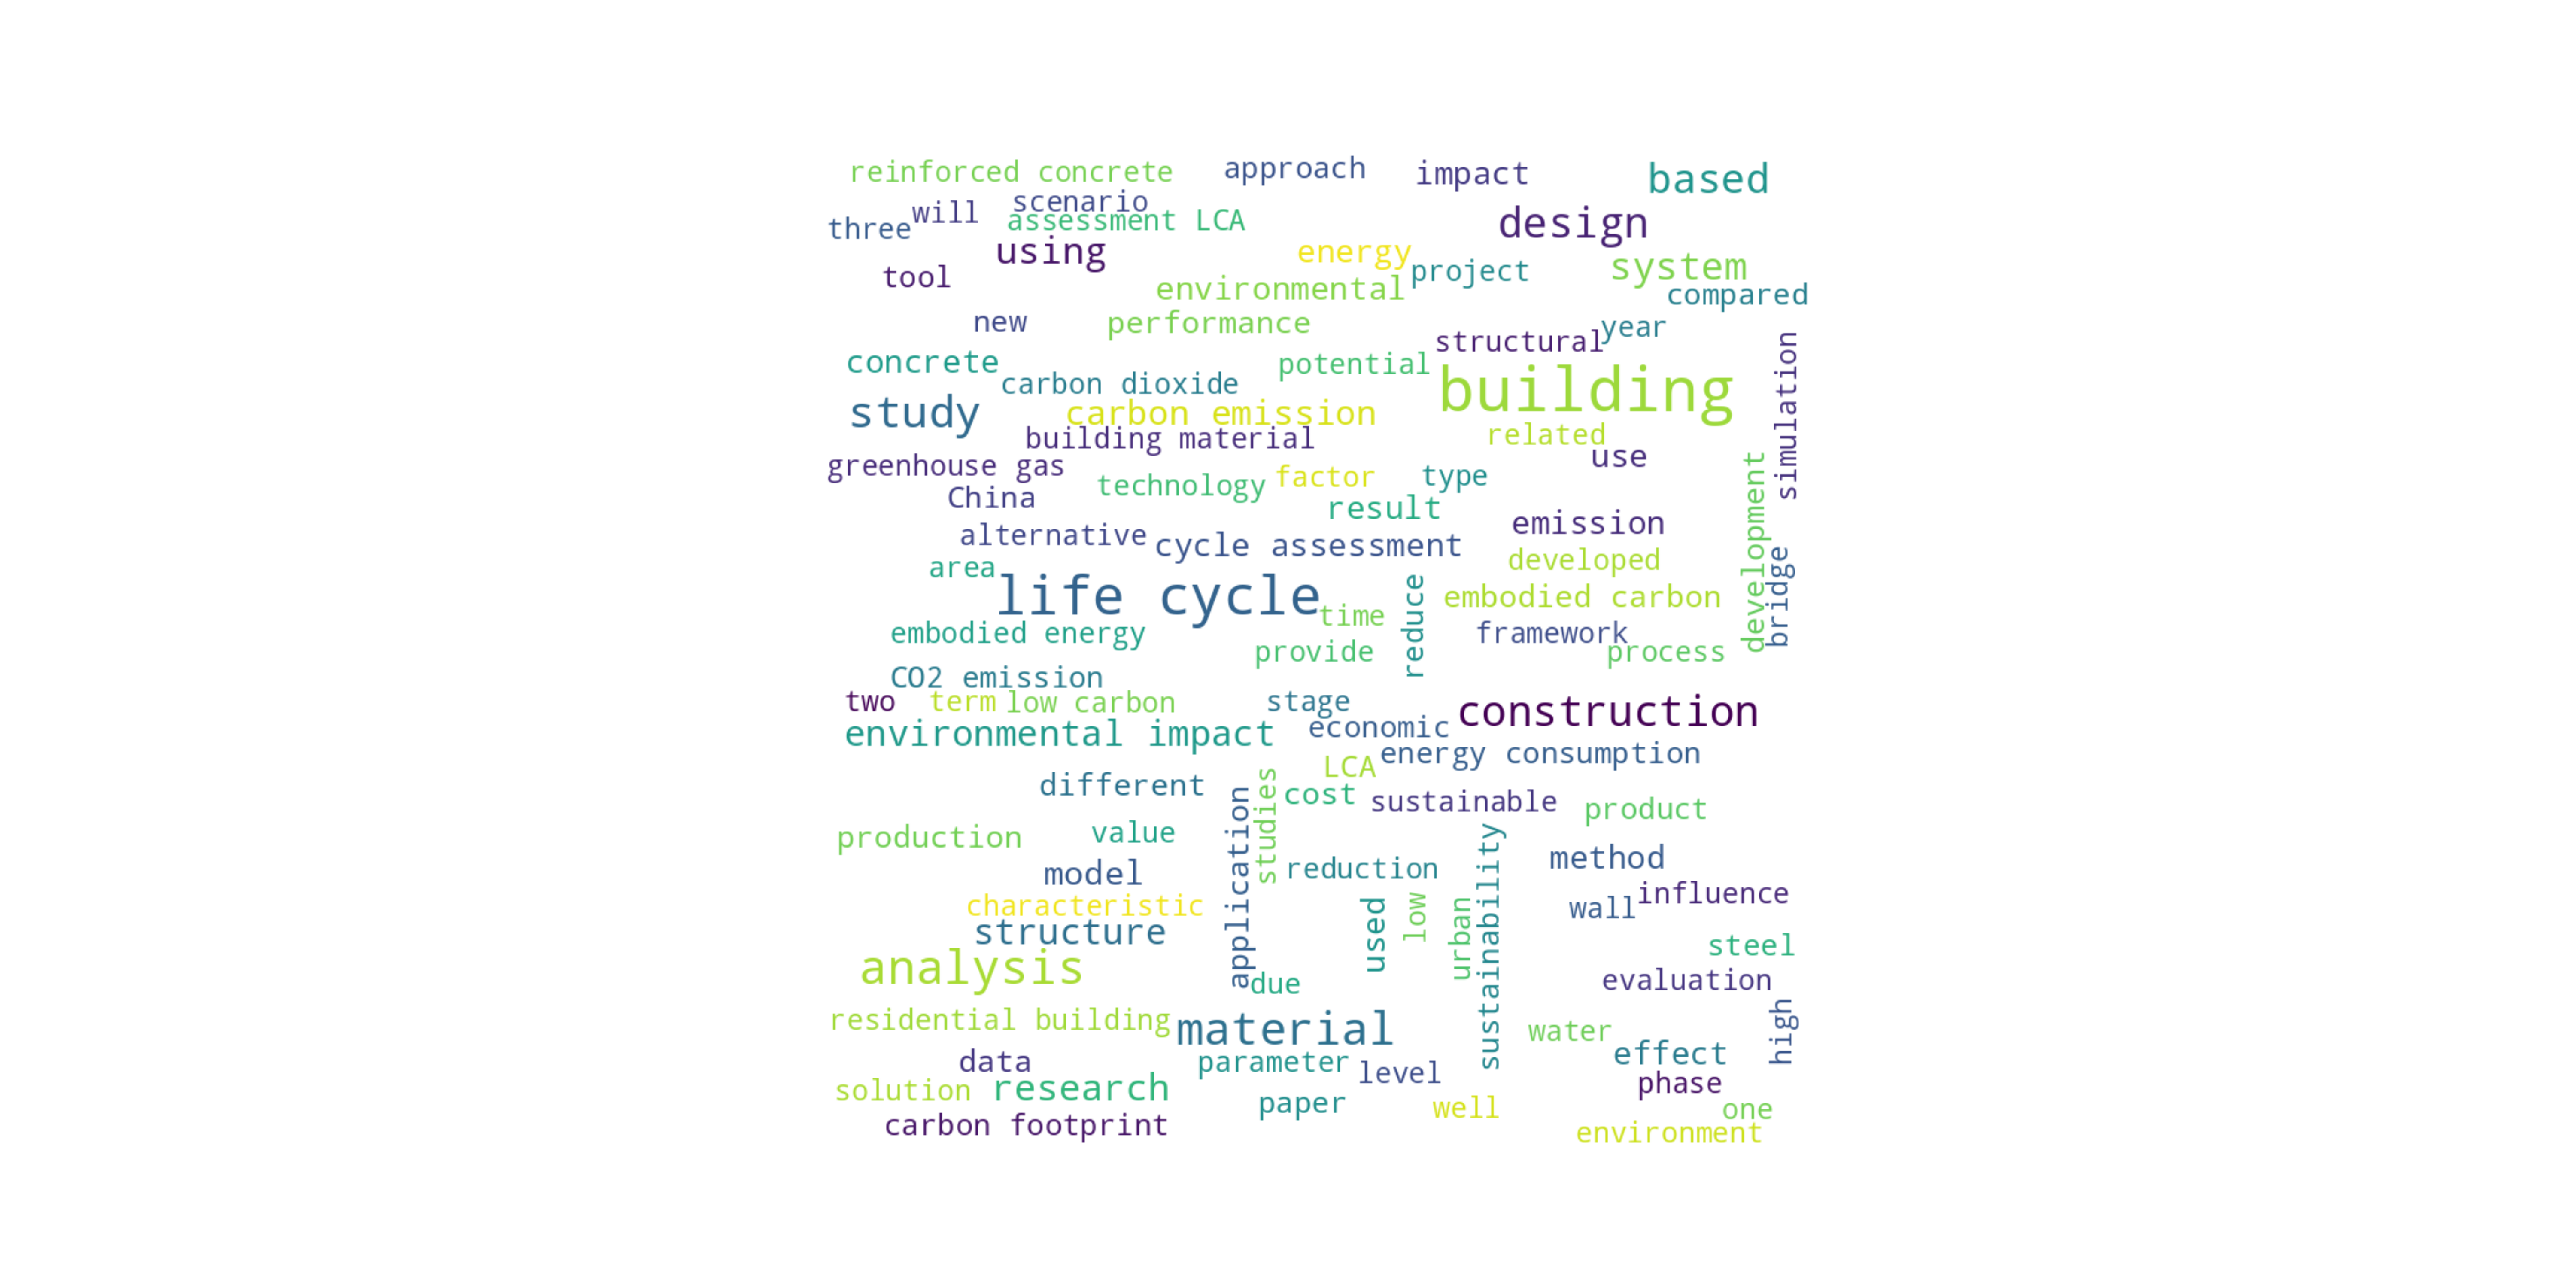 reinforced concrete
approach
impact
based
scenario
will
three
assessment LCA
design
using
energy
project
system
tool
environmental
compared
new
performance
year
structural
simulation
concrete
potential
carbon dioxide
building
study
carbon emission
building material
related
use
greenhouse gas
technology
factor
type
China
result
development
emission
alternative
cycle assessment
developed
area
bridge
life cycle
time
reduce
embodied carbon
embodied energy
framework
provide
process
CO2 emission
two
term
low carbon
stage
construction
environmental impact
economic
energy consumption
LCA
different
studies
cost
sustainable
product
application
production
value
reduction
sustainability
method
model
influence
characteristic
used
low
urban
wall
structure
steel
analysis
due
evaluation
residential building
material
water
high
data
parameter
level
effect
solution
research
phase
paper
well
one
carbon footprint
environment